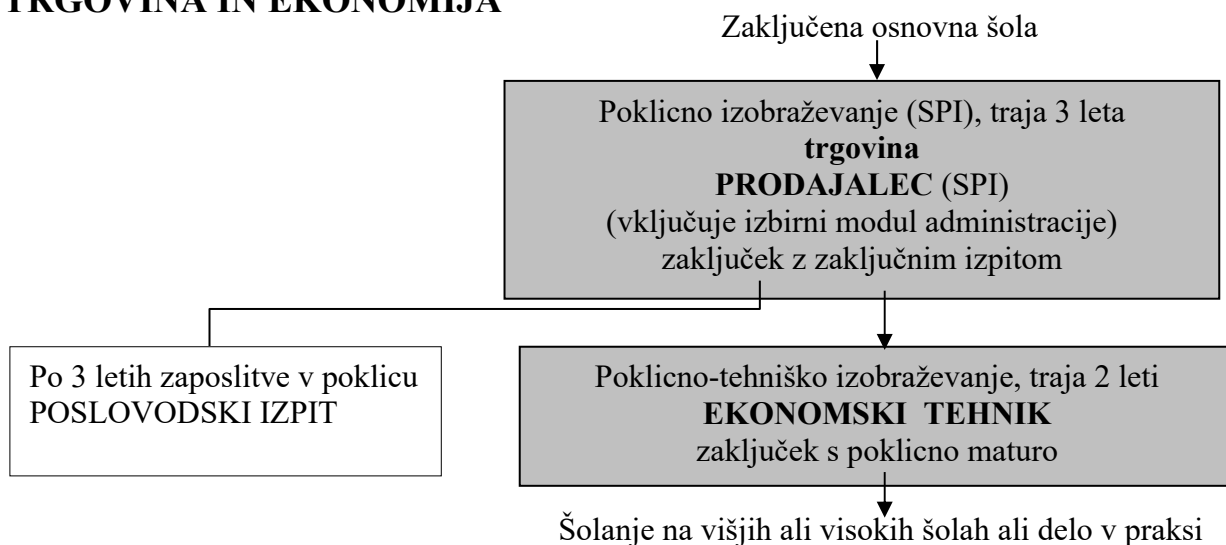 TRGOVINA IN EKONOMIJA
Zaključena osnovna šola
Poklicno izobraževanje (SPI), traja 3 leta
trgovina
PRODAJALEC (SPI)
(vključuje izbirni modul administracije)
zaključek z zaključnim izpitom
Po 3 letih zaposlitve v poklicu
POSLOVODSKI IZPIT
Poklicno-tehniško izobraževanje, traja 2 leti
EKONOMSKI TEHNIK
zaključek s poklicno maturo
Šolanje na višjih ali visokih šolah ali delo v praksi